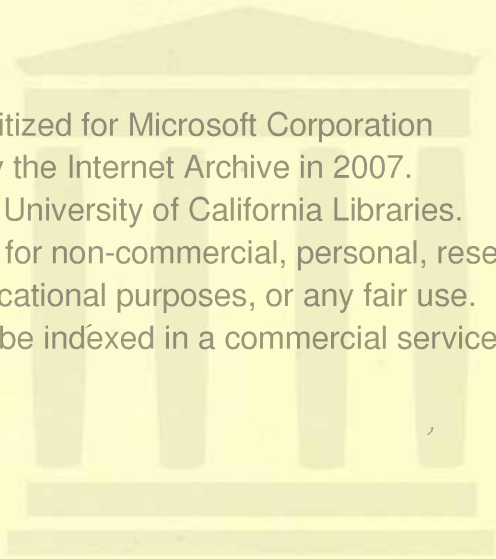 itized for Microsoft Corporation
the Internet Archive in 2007.
University of California Libraries.
for non-commercial, personal,
cational purposes, or any fair use.
be indexed in a commercial service